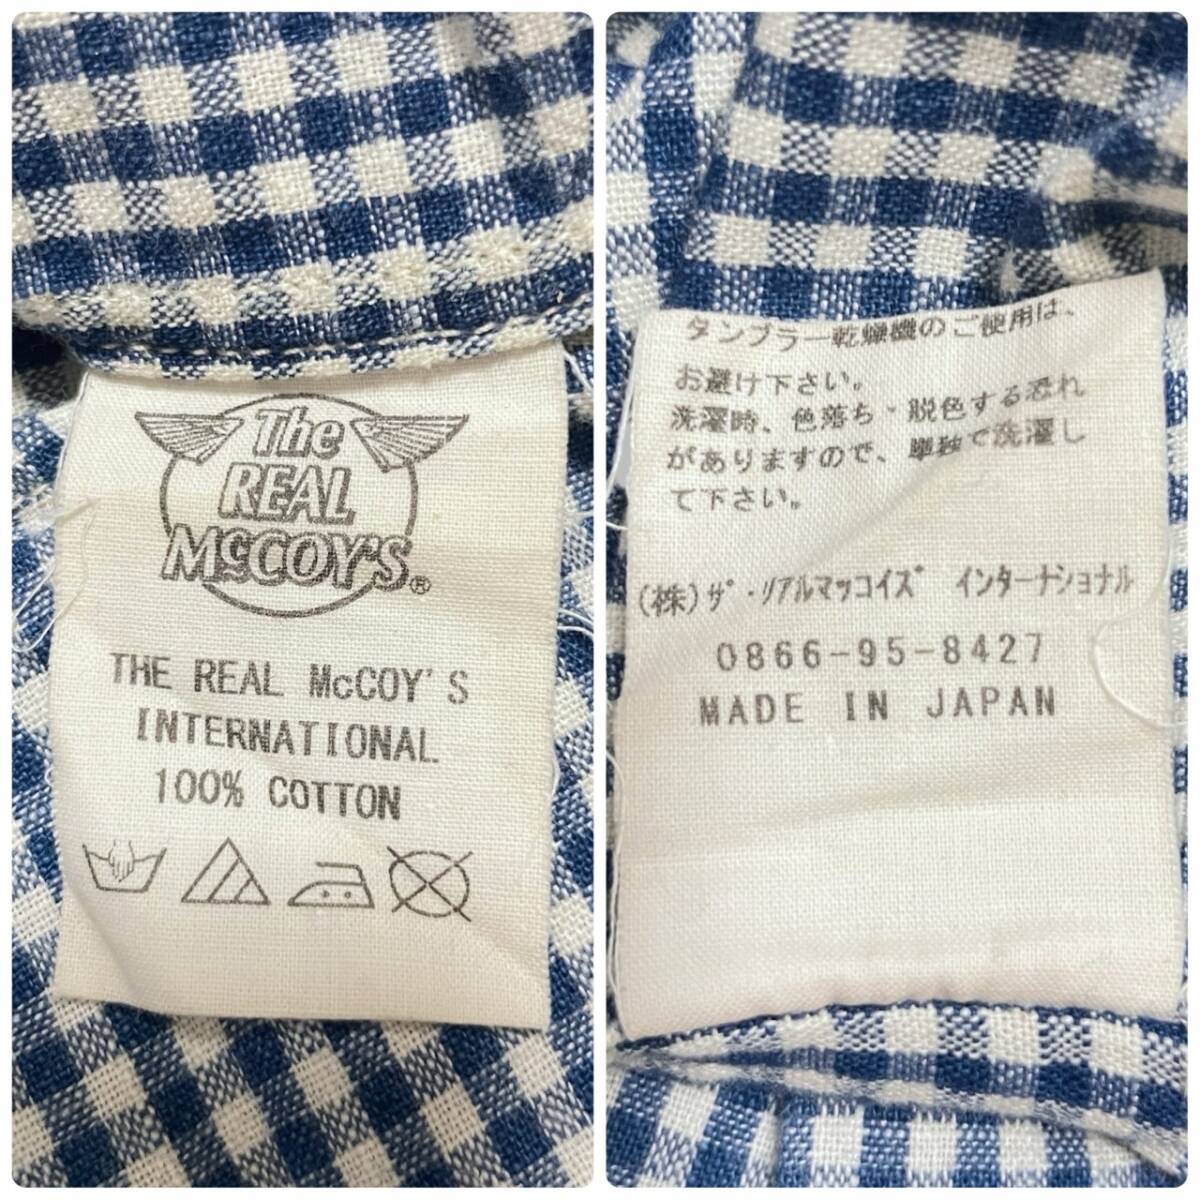 The
REAL
McCOY'S®
THE REAL McCOY'S
INTERNATIONAL
100% COTTON
タンブラー乾燥機のご使用は、
お避け下さい。
洗濯時、色落ち・脱色する恐れ
がありますので、単独で洗濯し
て下さい。
(株)ザ・リアルマッコイズ インターナショナル
0866-95-8427
MADE IN JAPAN